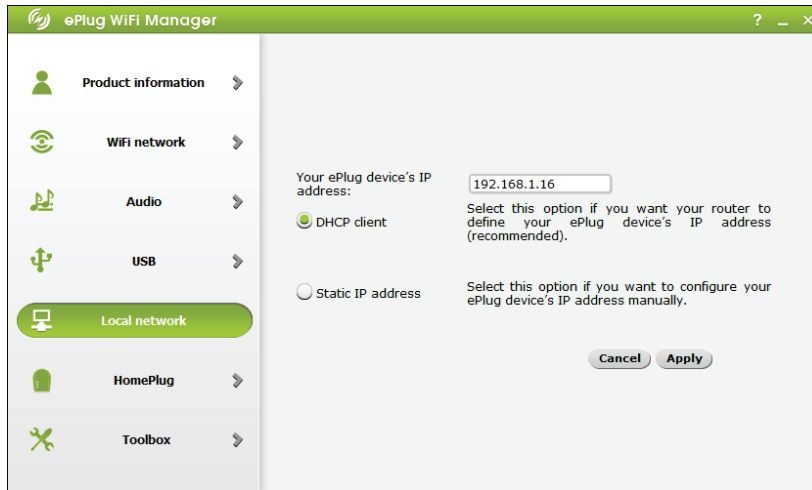 ePlug WiFi Manager ? _ ×
Product information
WiFi network
Audio
USB
Local network
HomePlug
Toolbox
Your ePlug device's IP
address:
192.168.1.16
DHCP client
Select this option if you want your router to
define your ePlug device's IP address
(recommended).
Static IP address
Select this option if you want to configure your
ePlug device's IP address manually.
Cancel Apply